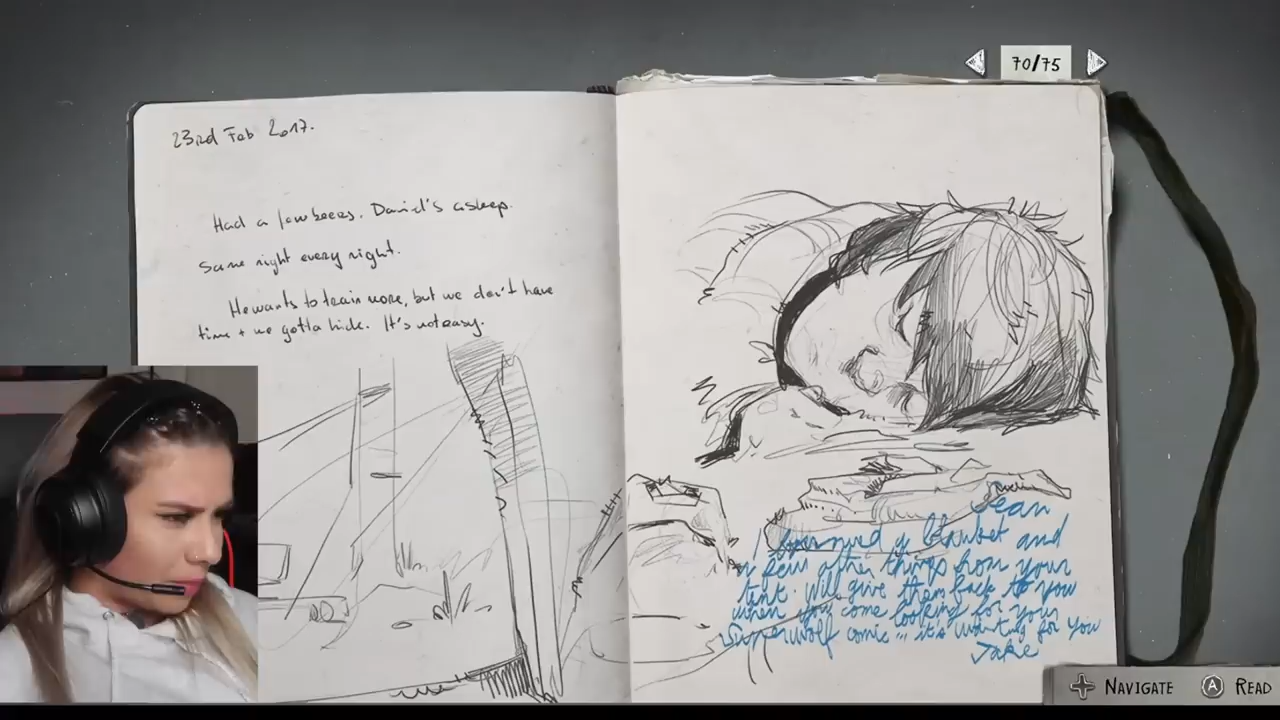 70/75
23rd Feb 2017.
Had a few beers. David's asleep.
Same night every night.
He wants to train more, but we don't have
time + we gotta hide. It's not easy.
Sean
I borrowed a blanket and
a few other things from your
tent. Will give them back to you
when you come looking for your
Superwolf comic... it's waiting for you
Jake
NAVIGATE
A READ